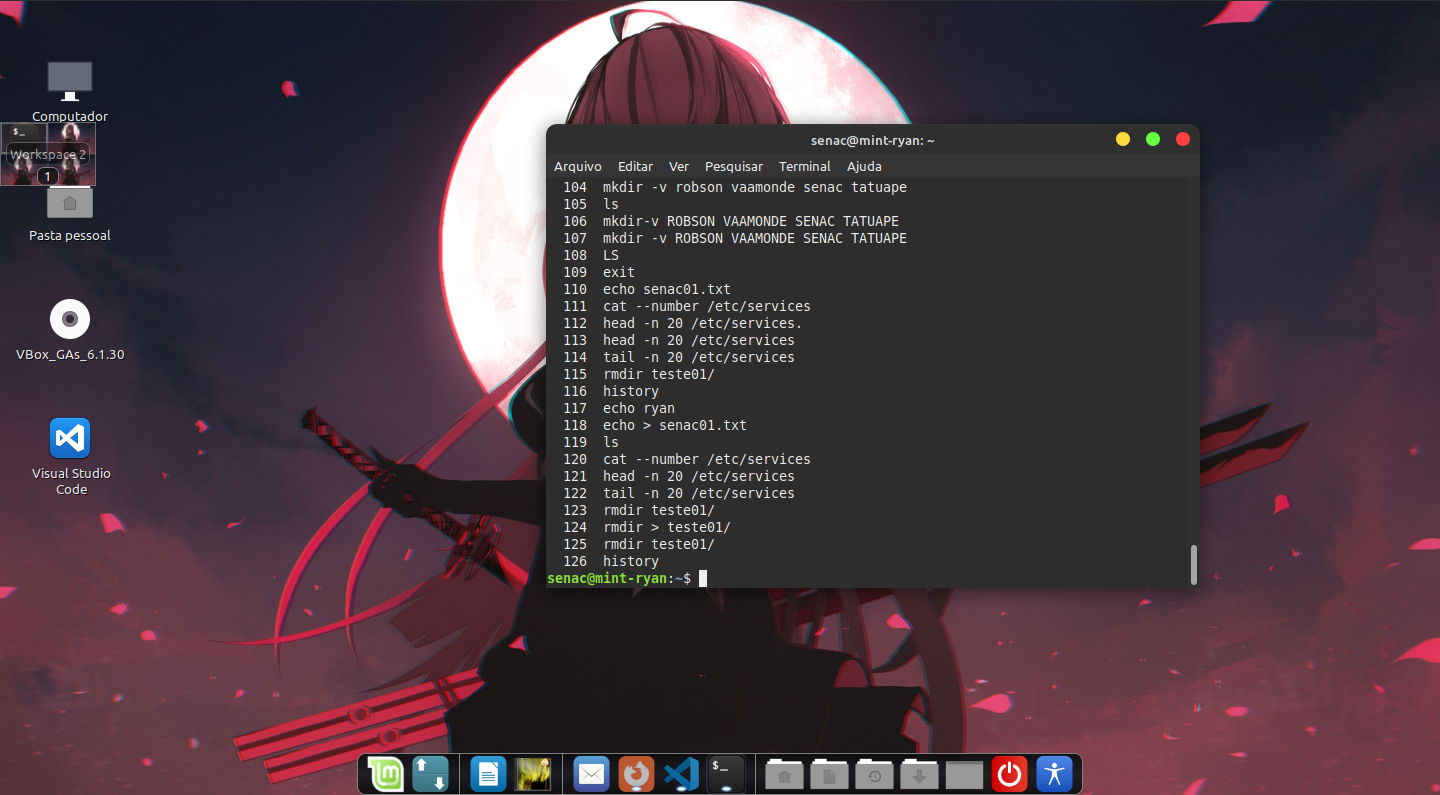 Computador
$_
Workspace 2
1
Pasta pessoal
VBox_GAs_6.1.30
Visual Studio
Code
senac@mint-ryan: ~
Arquivo Editar Ver Pesquisar Terminal Ajuda
104 mkdir -v robson vaamonde senac tatuape
105 ls
106 mkdir-v ROBSON VAAMONDE SENAC TATUAPE
107 mkdir -v ROBSON VAAMONDE SENAC TATUAPE
108 LS
109 exit
110 echo senac01.txt
111 cat --number /etc/services
112 head -n 20 /etc/services.
113 head -n 20 /etc/services
114 tail -n 20 /etc/services
115 rmdir teste01/
116 history
117 echo ryan
118 echo > senac01.txt
119 ls
120 cat --number /etc/services
121 head -n 20 /etc/services
122 tail -n 20 /etc/services
123 rmdir teste01/
124 rmdir > teste01/
125 rmdir teste01/
126 history
senac@mint-ryan:~$
$_